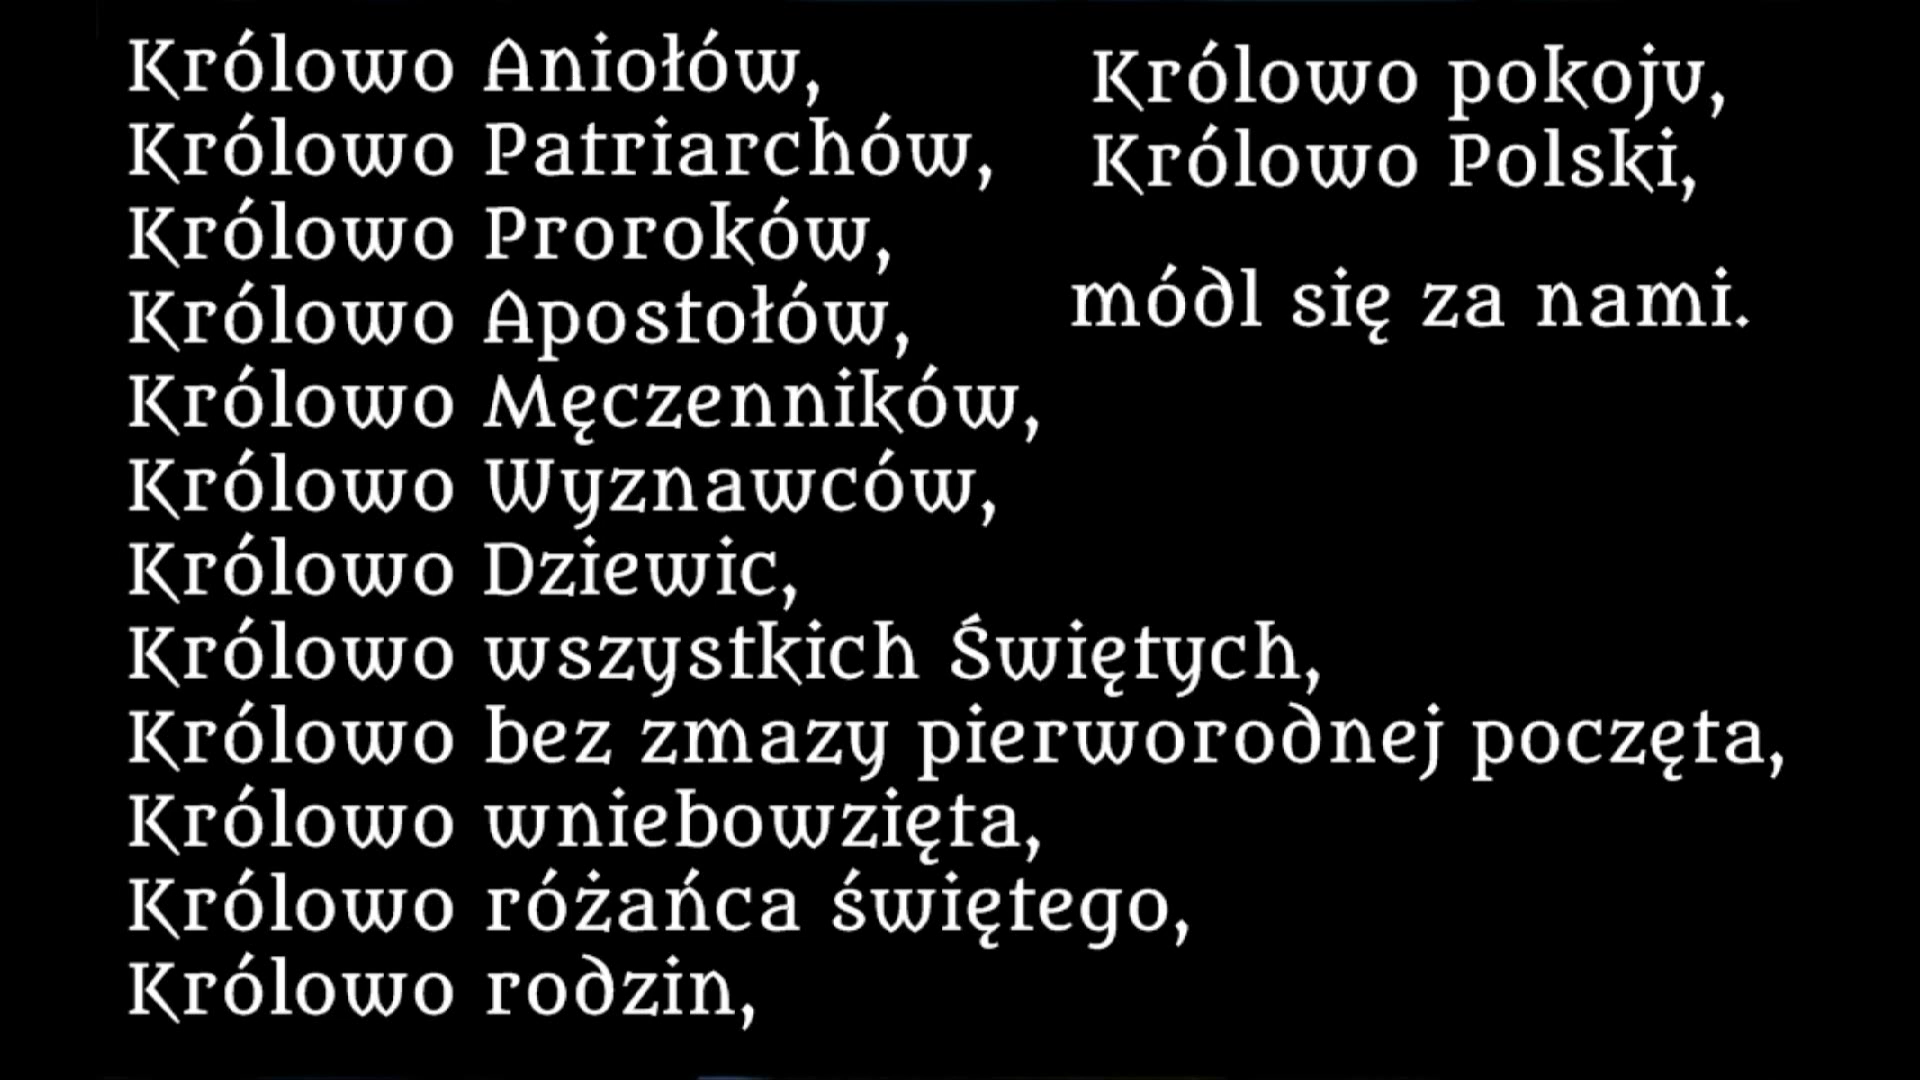 Królowo Aniołów,
Królowo Patriarchów,
Królowo Proroków,
Królowo Apostołów,
Królowo Męczenników,
Królowo Wyznawców,
Królowo Dziewic,
Królowo wszystkich Świętych,
Królowo bez zmazy pierworodnej poczęta,
Królowo wniebowzięta,
Królowo różańca świętego,
Królowo rodzin,
Królowo pokoju,
Królowo Polski,
módl się za nami.